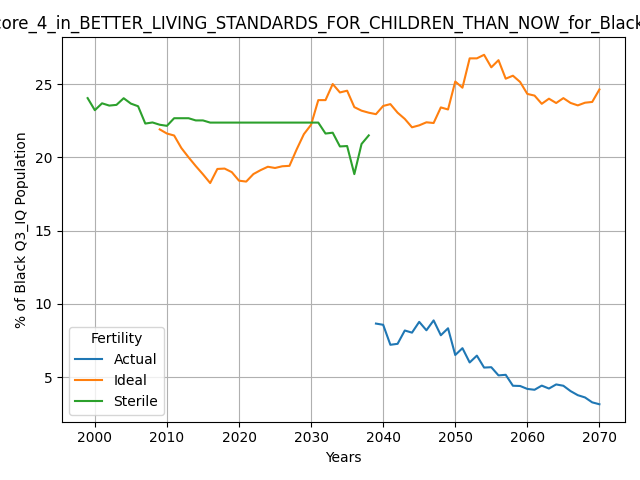 core_4_in_BETTER_LIVING_STANDARDS_FOR_CHILDREN_THAN_NOW_for_Black
% of Black Q3_IQ Population
25
20
15
10
5
Fertility
Actual
Ideal
Sterile
2000 2010 2020 2030 2040 2050 2060 2070
Years